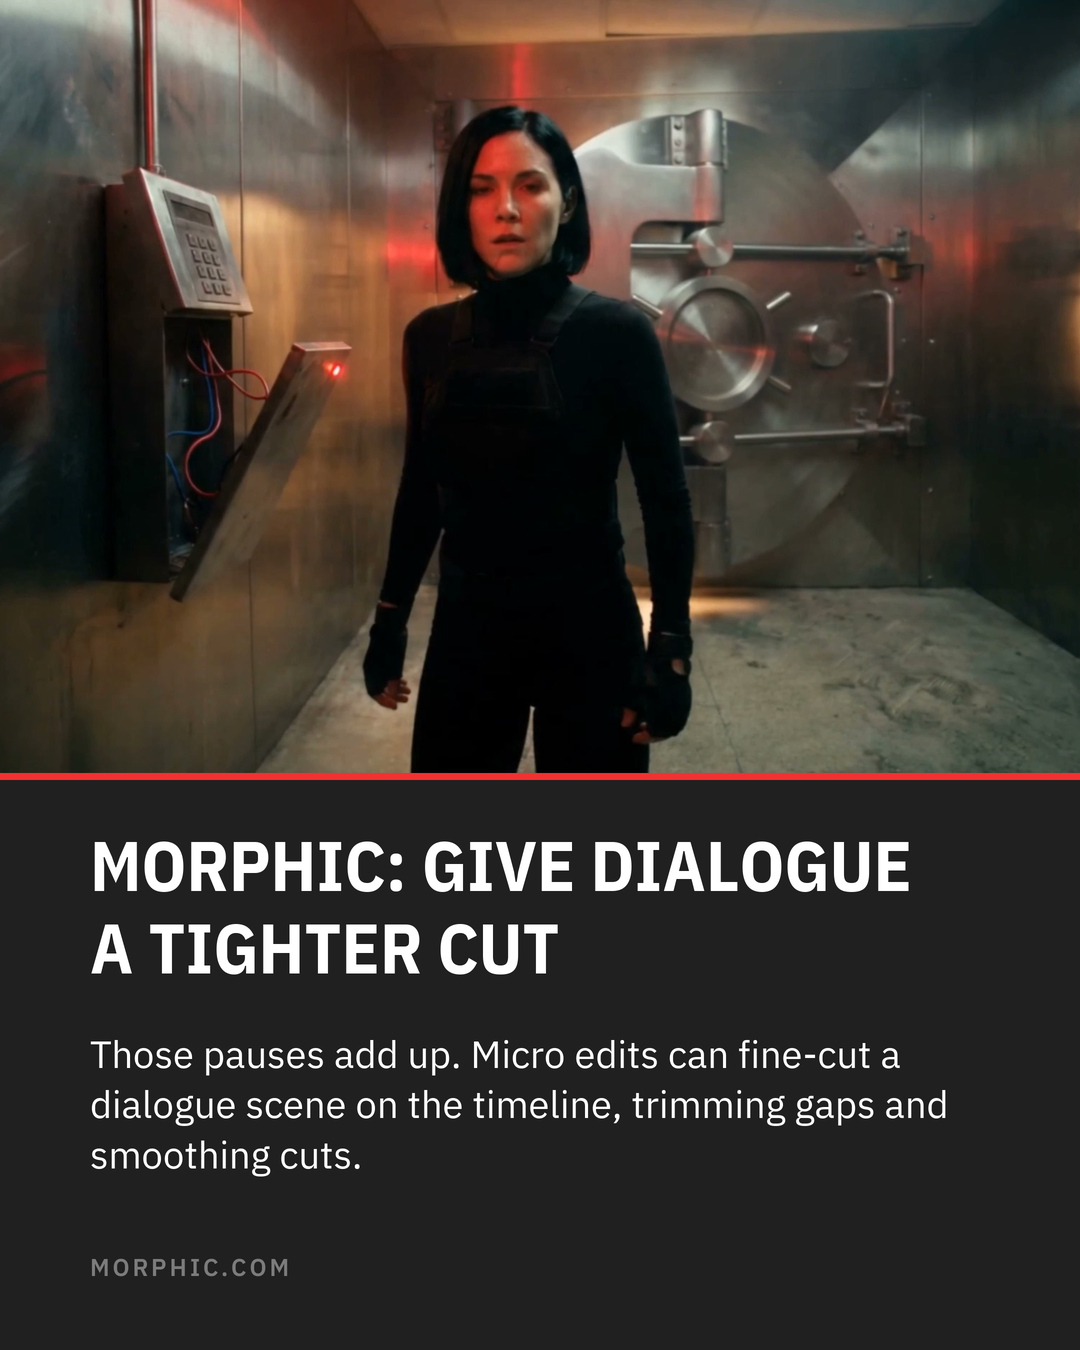 MORPHIC: GIVE DIALOGUE
A TIGHTER CUT
Those pauses add up. Micro edits can fine-cut a
dialogue scene on the timeline, trimming gaps and
smoothing cuts.
MORPHIC.COM